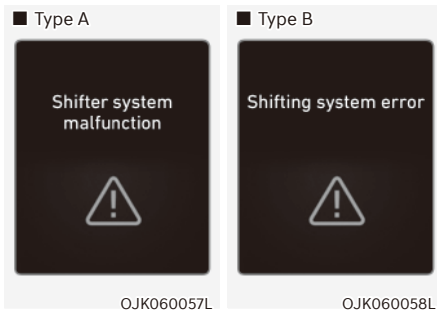 ■ Type A
Shifter system
malfunction
OJK060057L
■ Type B
Shifting system error
OJK060058L